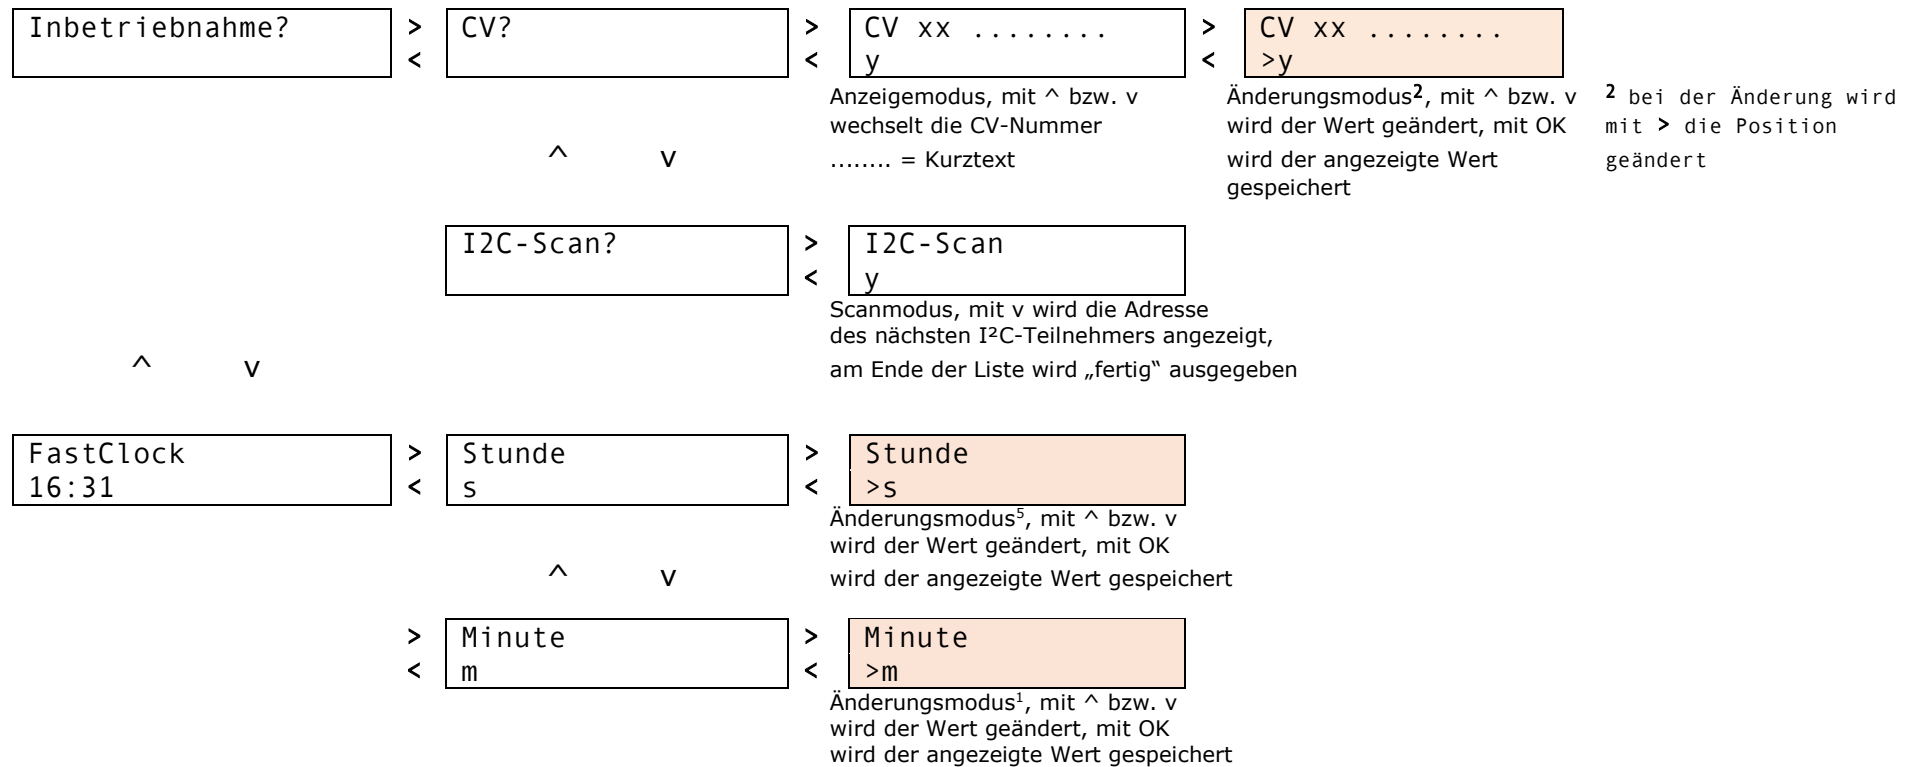 Inbetriebnahme? > CV? > CV xx ........ > CV xx ........
< < y < >y
Anzeigemodus, mit ^ bzw. v
wechselt die CV-Nummer
........ = Kurztext
Änderungsmodus², mit ^ bzw. v
wird der Wert geändert, mit OK
wird der angezeigte Wert
gespeichert
² bei der Änderung wird
mit > die Position
geändert
^ v
I2C-Scan? > I2C-Scan
< y
Scanmodus, mit v wird die Adresse
des nächsten I²C-Teilnehmers angezeigt,
am Ende der Liste wird „fertig“ ausgegeben
^ v
FastClock > Stunde > Stunde
16:31 < s < >s
Änderungsmodus⁵, mit ^ bzw. v
wird der Wert geändert, mit OK
wird der angezeigte Wert gespeichert
^ v
> Minute > Minute
< m < >m
Änderungsmodus¹, mit ^ bzw. v
wird der Wert geändert, mit OK
wird der angezeigte Wert gespeichert